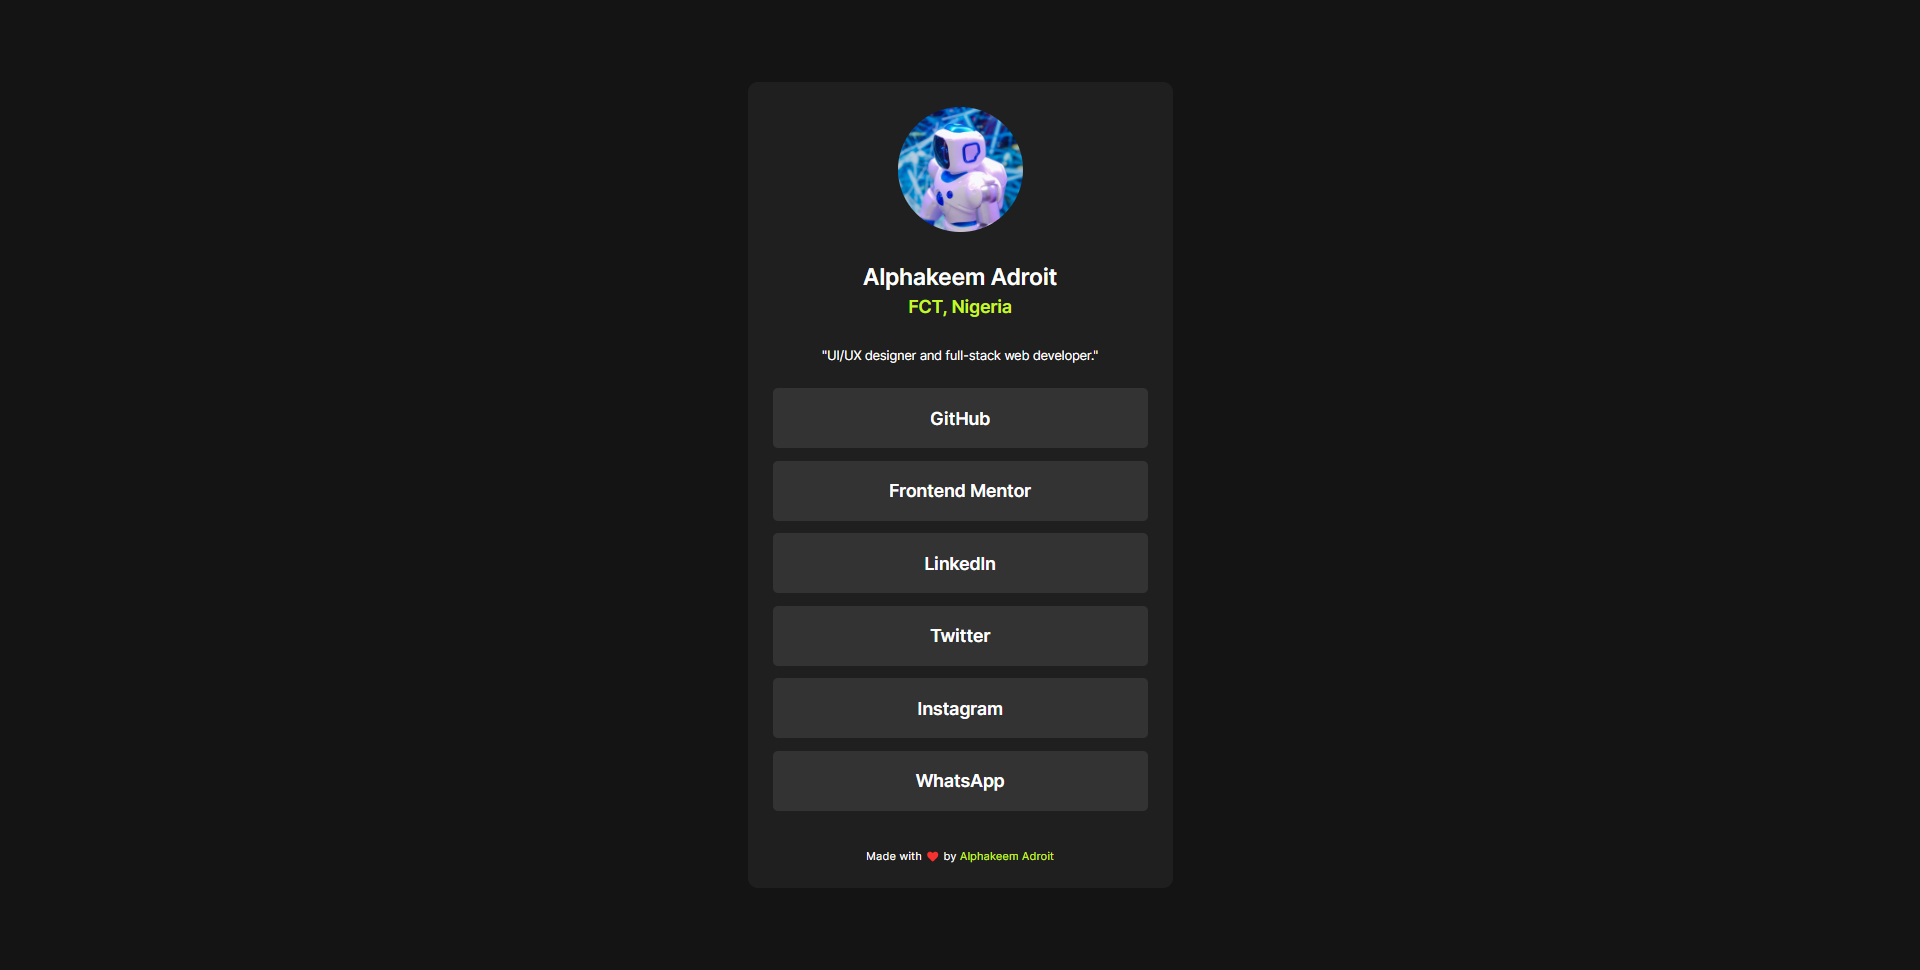 Alphakeem Adroit
FCT, Nigeria
"UI/UX designer and full-stack web developer."
GitHub
Frontend Mentor
LinkedIn
Twitter
Instagram
WhatsApp
Made with ❤️ by Alphakeem Adroit